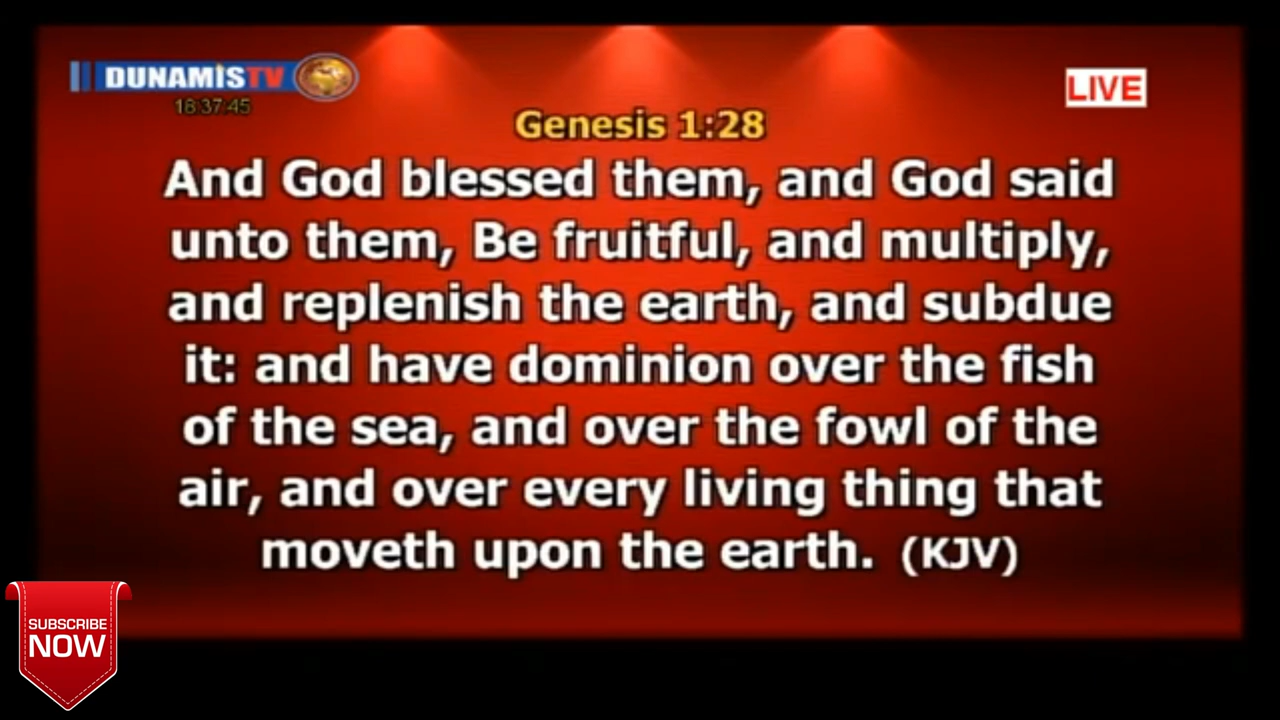 DUNAMIS TV
18:37:45
LIVE
Genesis 1:28
And God blessed them, and God said
unto them, Be fruitful, and multiply,
and replenish the earth, and subdue
it: and have dominion over the fish
of the sea, and over the fowl of the
air, and over every living thing that
moveth upon the earth. (KJV)
SUBSCRIBE
NOW